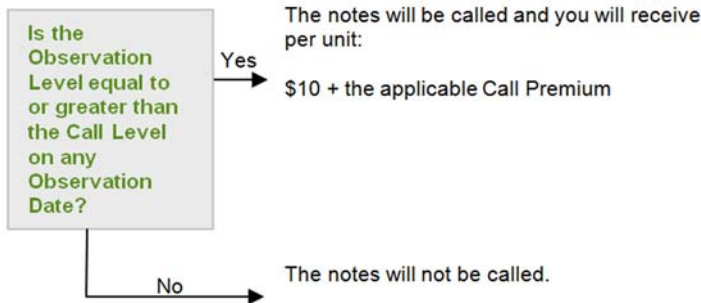 Is the
Observation
Level equal to
or greater than
the Call Level
on any
Observation
Date?
Yes
The notes will be called and you will receive
per unit:
$10 + the applicable Call Premium
No
The notes will not be called.